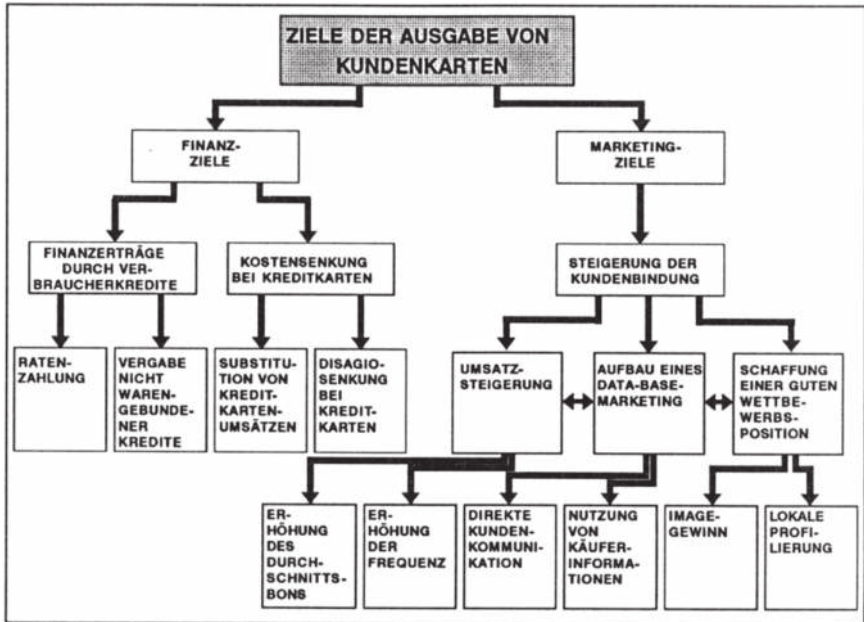 ZIELE DER AUSGABE VON
KUNDENKARTEN
FINANZ-
ZIELE
MARKETING-
ZIELE
FINANZERTRÄGE
DURCH VER-
BRAUCHERKREDITE
KOSTENSENKUNG
BEI KREDITKARTEN
STEIGERUNG DER
KUNDENBINDUNG
RATEN-
ZAHLUNG
VERGABE
NICHT
WAREN-
GEBUNDE-
NER
KREDITE
SUBSTITU-
TION VON
KREDIT-
KARTEN-
UMSÄTZEN
DISAGIO-
SENKUNG
BEI
KREDIT-
KARTEN
UMSATZ-
STEIGERUNG
AUFBAU EINES
DATA-BASE-
MARKETING
SCHAFFUNG
EINER GUTEN
WETTBE-
WERBS-
POSITION
ER-
HÖHUNG
DES
DURCH-
SCHNITTS-
BONS
ER-
HÖHUNG
DER
FREQUENZ
DIREKTE
KUNDEN-
KOMMUNI-
KATION
NUTZUNG
VON
KÄUFER-
INFORMA-
TIONEN
IMAGE-
GEWINN
LOKALE
PROFI-
LIERUNG